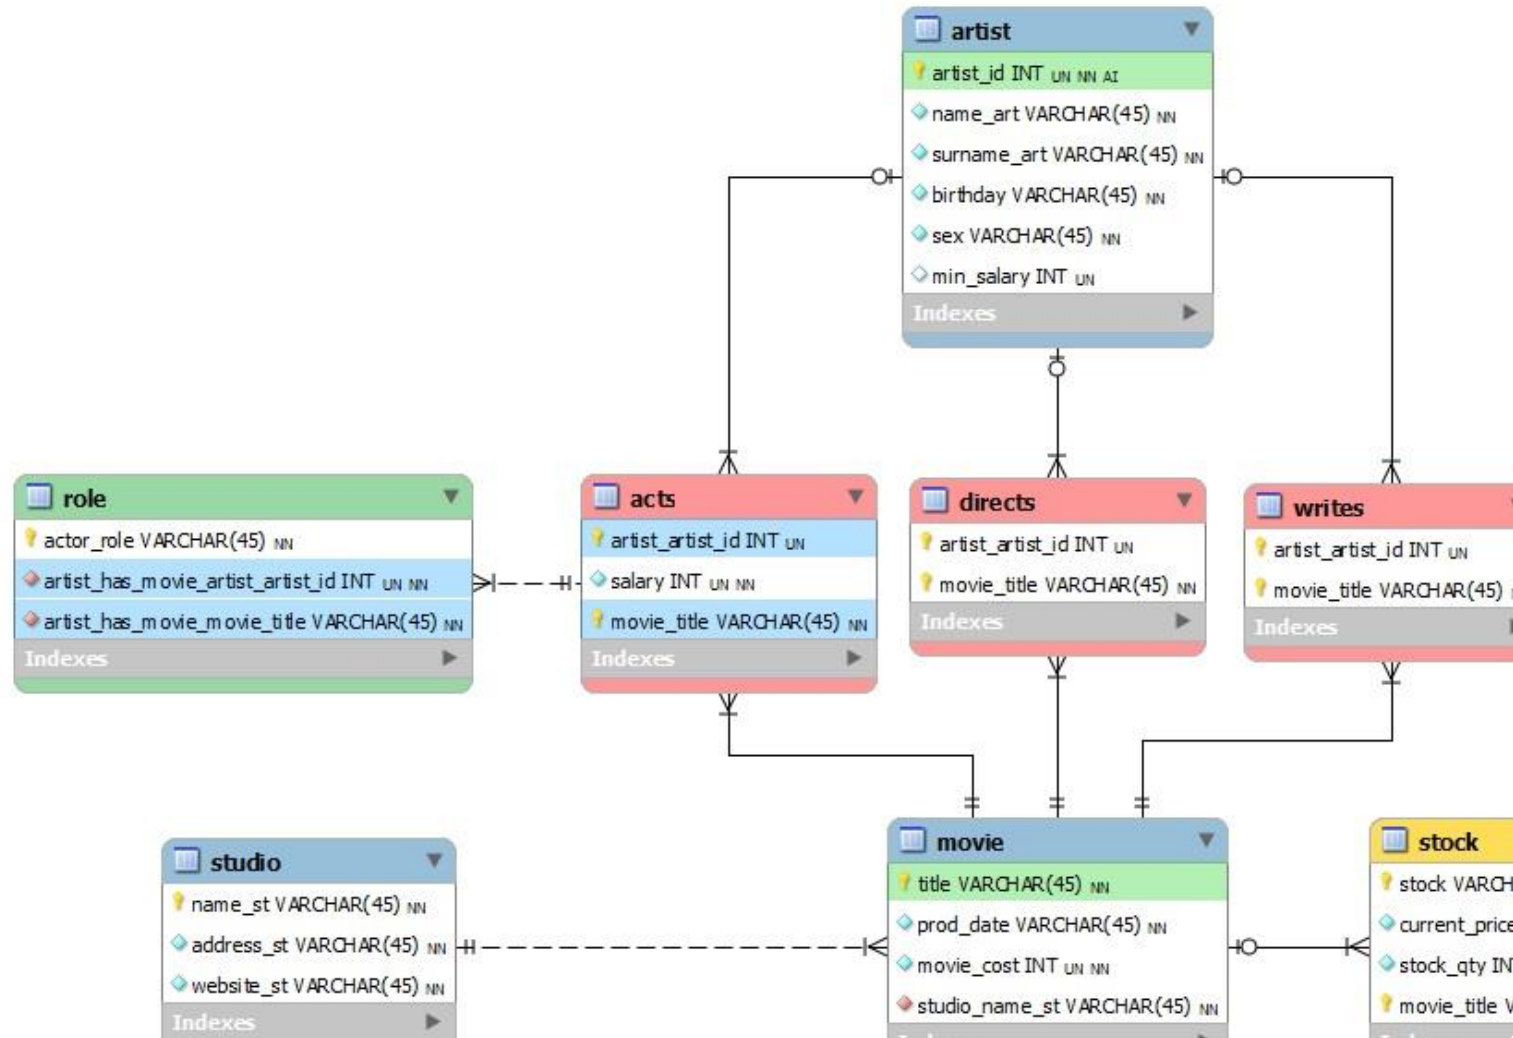 artist
artist_id INT UN NN AI
name_art VARCHAR(45) NN
surname_art VARCHAR(45) NN
birthday VARCHAR(45) NN
sex VARCHAR(45) NN
min_salary INT UN
Indexes
role
actor_role VARCHAR(45) NN
artist_has_movie_artist_artist_id INT UN NN
artist_has_movie_movie_title VARCHAR(45) NN
Indexes
acts
artist_artist_id INT UN
salary INT UN NN
movie_title VARCHAR(45) NN
Indexes
directs
artist_artist_id INT UN
movie_title VARCHAR(45) NN
Indexes
writes
artist_artist_id INT UN
movie_title VARCHAR(45)
Indexes
studio
name_st VARCHAR(45) NN
address_st VARCHAR(45) NN
website_st VARCHAR(45) NN
Indexes
movie
title VARCHAR(45) NN
prod_date VARCHAR(45) NN
movie_cost INT UN NN
studio_name_st VARCHAR(45) NN
stock
stock VARCH
current_price
stock_qty IN
movie_title V